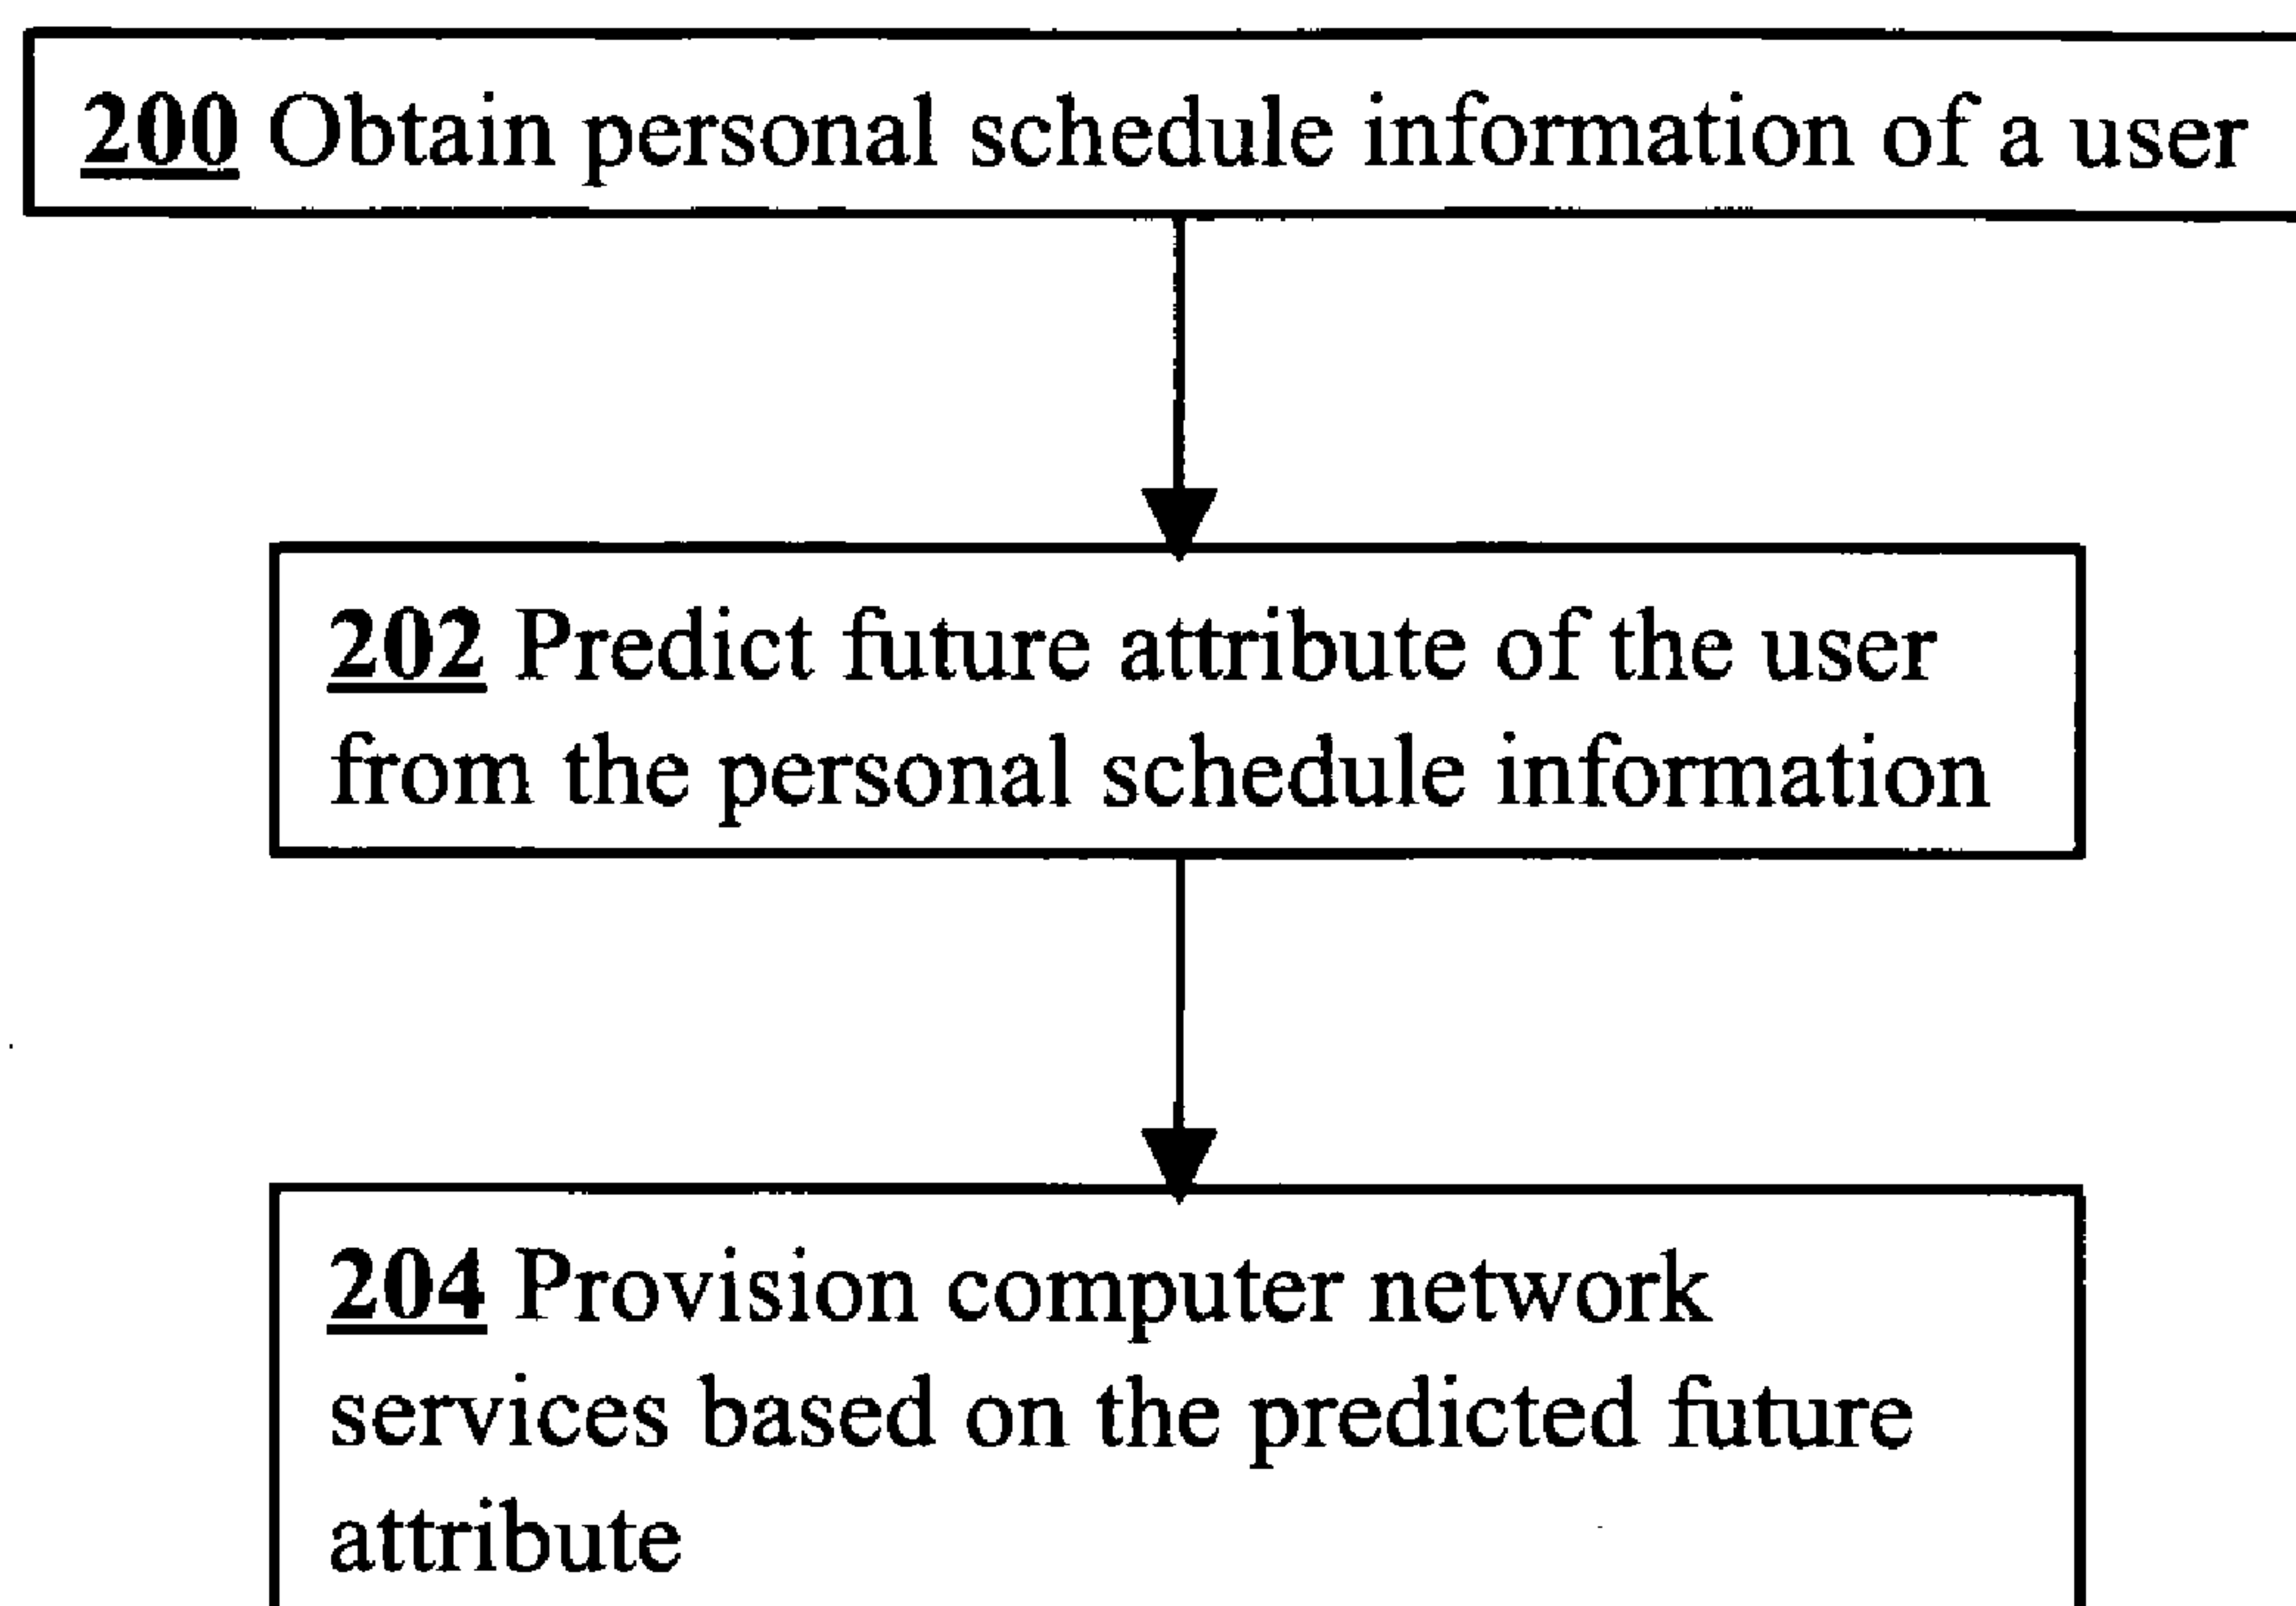 200 Obtain personal schedule information of a user
202 Predict future attribute of the user
from the personal schedule information
204 Provision computer network
services based on the predicted future
attribute